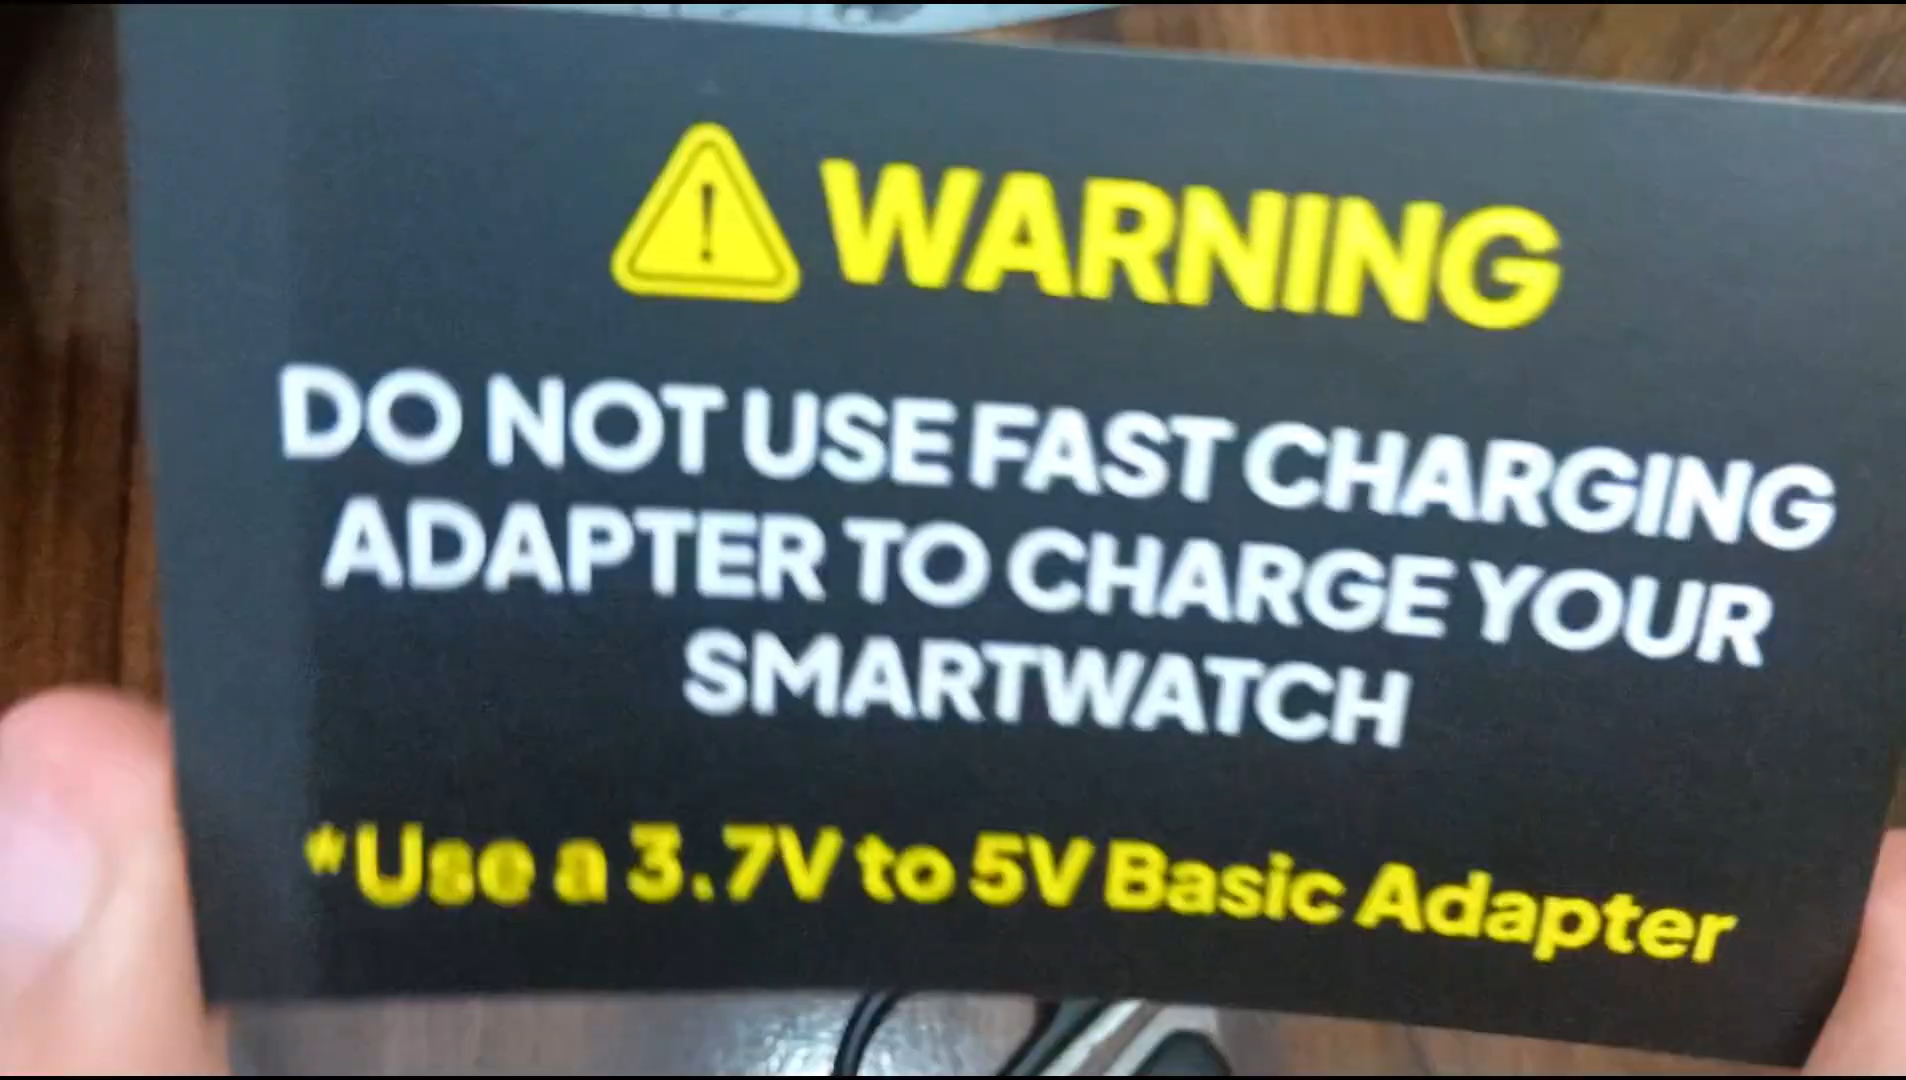 WARNING
DO NOT USE FAST CHARGING
ADAPTER TO CHARGE YOUR
SMARTWATCH
*Use a 3.7V to 5V Basic Adapter